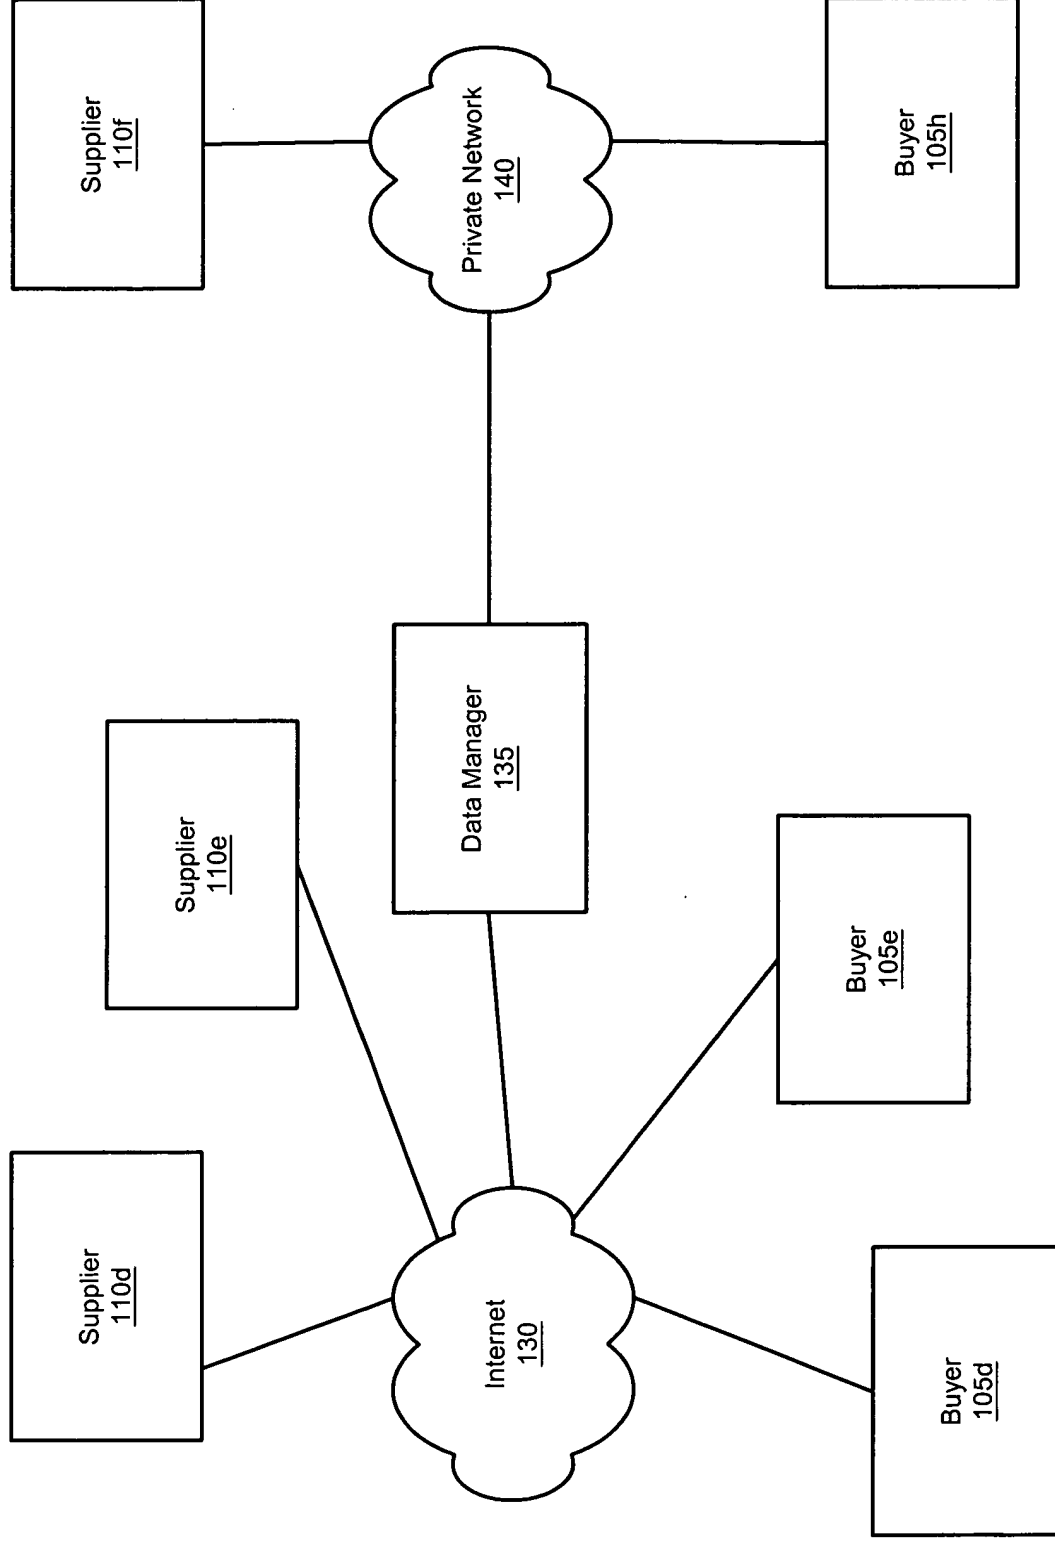 Supplier
110d
Supplier
110e
Supplier
110f
Internet
130
Data Manager
135
Private Network
140
Buyer
105d
Buyer
105e
Buyer
105h